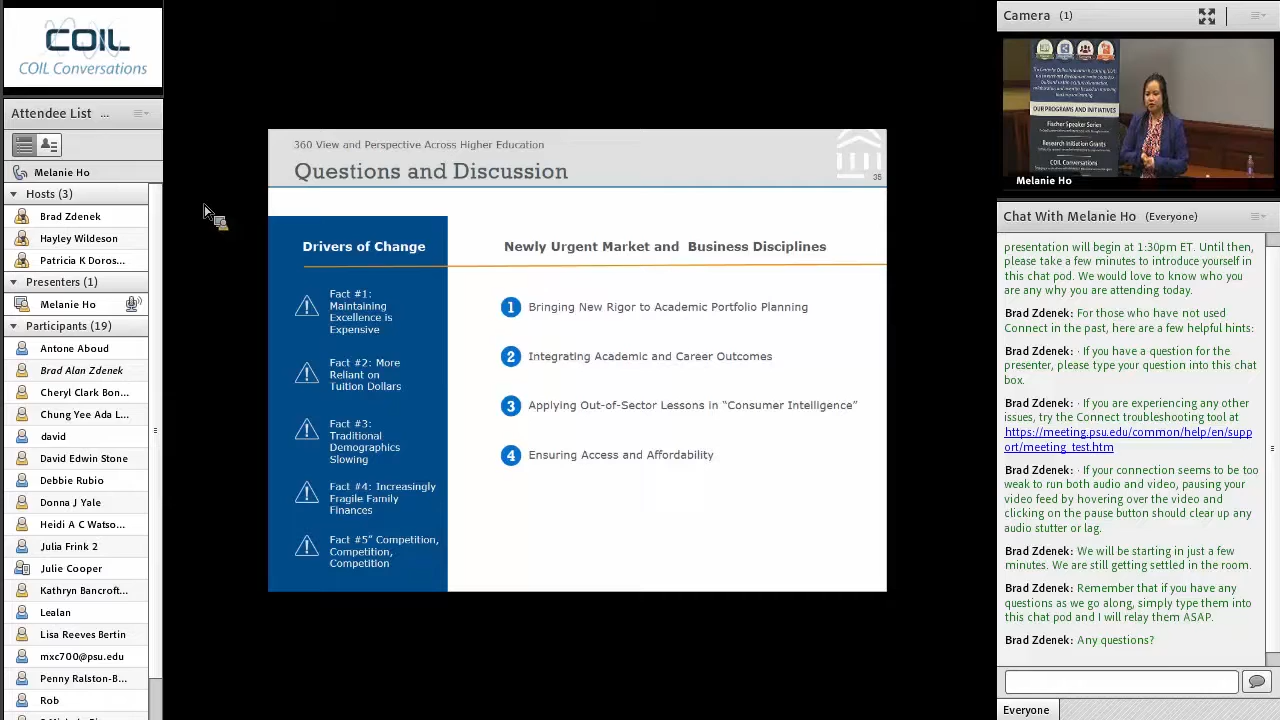 COIL
COIL Conversations
Attendee List ...
Melanie Ho
Hosts (3)
Brad Zdenek
Hayley Wildeson
Patricia K Doros...
Presenters (1)
Melanie Ho
Participants (19)
Antone Aboud
Brad Alan Zdenek
Cheryl Clark Bon...
Chung Yee Ada L...
david
David Edwin Stone
Debbie Rubio
Donna J Yale
Heidi A C Watso...
Julia Frink 2
Julie Cooper
Kathryn Bancroft...
Lealan
Lisa Reeves Bertin
mxc700@psu.edu
Penny Ralston-B...
Rob
360 View and Perspective Across Higher Education
Questions and Discussion
35
Drivers of Change
Fact #1:
Maintaining
Excellence is
Expensive
Fact #2: More
Reliant on
Tuition Dollars
Fact #3:
Traditional
Demographics
Slowing
Fact #4: Increasingly
Fragile Family
Finances
Fact #5” Competition,
Competition,
Competition
Newly Urgent Market and Business Disciplines
1 Bringing New Rigor to Academic Portfolio Planning
2 Integrating Academic and Career Outcomes
3 Applying Out-of-Sector Lessons in “Consumer Intelligence”
4 Ensuring Access and Affordability
Camera (1)
OUR PROGRAMS AND INITIATIVES
Fischer Speaker Series
Research Initiation Grants
COIL Conversations
Melanie Ho
Chat With Melanie Ho (Everyone)
presentation will begin at 1:30pm ET. Until then,
please take a few minutes to introduce yourself in
this chat pod. We would love to know who you
are any why you are attending today.
Brad Zdenek: For those who have not used
Connect in the past, here are a few helpful hints:
Brad Zdenek: · If you have a question for the
presenter, please type your question into this chat
box.
Brad Zdenek: · If you are experiencing any other
issues, try the Connect troubleshooting tool at
https://meeting.psu.edu/common/help/en/supp
ort/meeting_test.htm
Brad Zdenek: · If your connection seems to be too
weak to run both audio and video, pausing your
video feed by hovering over the video and
clicking on the pause button should clear up any
audio stutter or lag.
Brad Zdenek: We will be starting in just a few
minutes. We are still getting settled in the room.
Brad Zdenek: Remember that if you have any
questions as we go along, simply type them into
this chat pod and I will relay them ASAP.
Brad Zdenek: Any questions?
Everyone